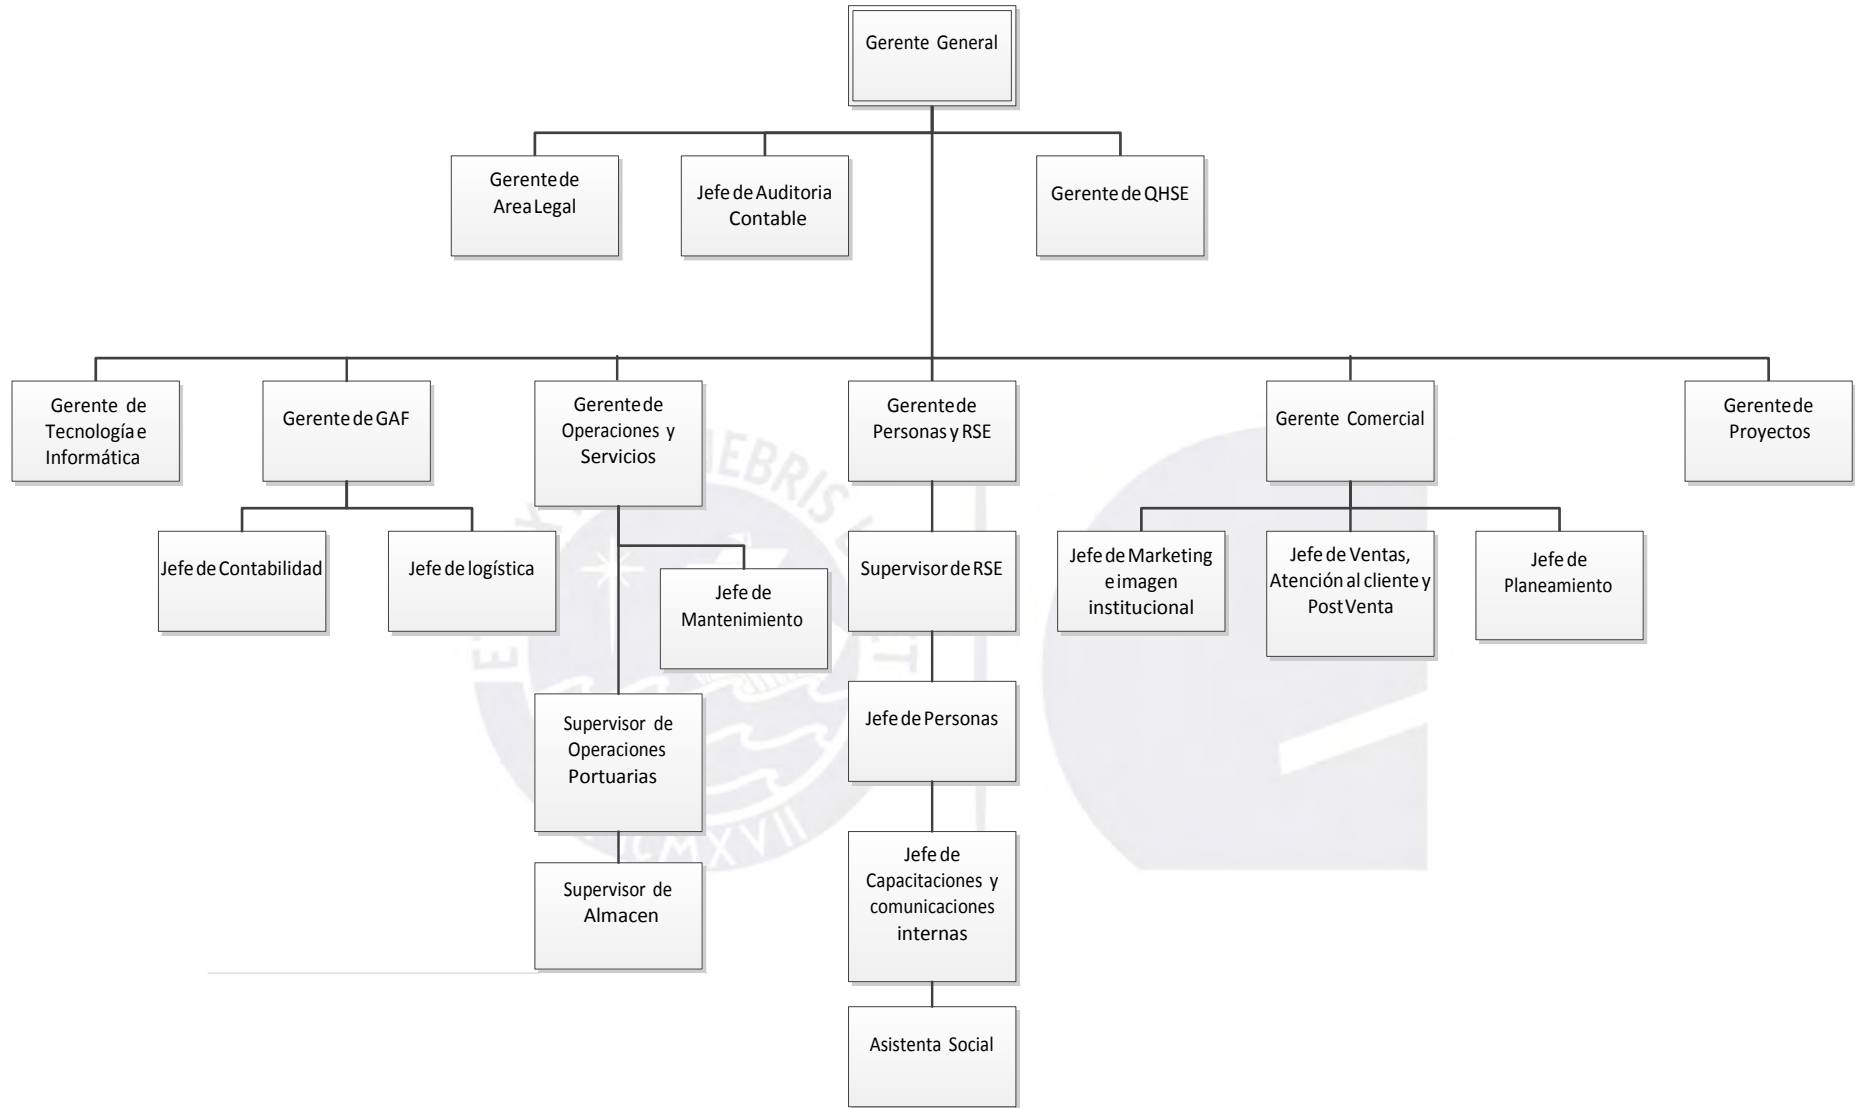 Gerente General
Gerente de
Area Legal
Jefe de Auditoria
Contable
Gerente de QHSE
Gerente de
Tecnología e
Informática
Gerente de GAF
Gerente de
Operaciones y
Servicios
Gerente de
Personas y RSE
Gerente Comercial
Gerente de
Proyectos
Jefe de Contabilidad
Jefe de logística
Jefe de
Mantenimiento
Supervisor de RSE
Jefe de Marketing
e imagen
institucional
Jefe de Ventas,
Atención al cliente y
Post Venta
Jefe de
Planeamiento
Supervisor de
Operaciones
Portuarias
Jefe de Personas
Supervisor de
Almacen
Jefe de
Capacitaciones y
comunicaciones
internas
Asistenta Social